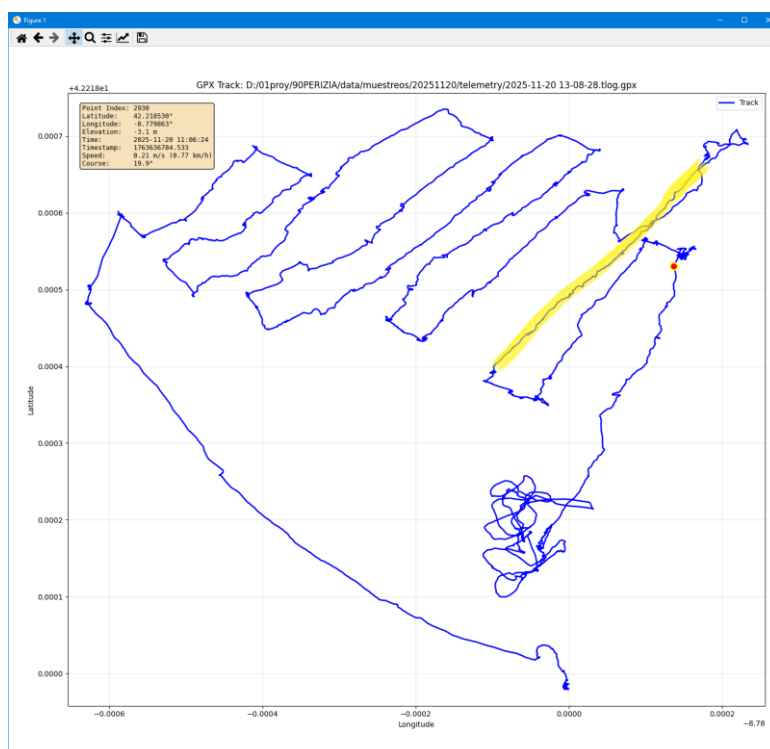 Figure 1
GPX Track: D:/01proy/90PERIZIA/data/muestreos/20251120/telemetry/2025-11-20 13-08-28.tlog.gpx
+4.2218e1
Point Index: 2930
Latitude: 42.218530°
Longitude: -8.779863°
Elevation: -3.1 m
Time: 2025-11-20 11:06:24
Timestamp: 1763636784.533
Speed: 0.21 m/s (0.77 km/h)
Course: 19.9°
Track
0.0007
0.0006
0.0005
0.0004
0.0003
0.0002
0.0001
0.0000
Latitude
−0.0006
−0.0004
−0.0002
0.0000
0.0002
Longitude
−8.78